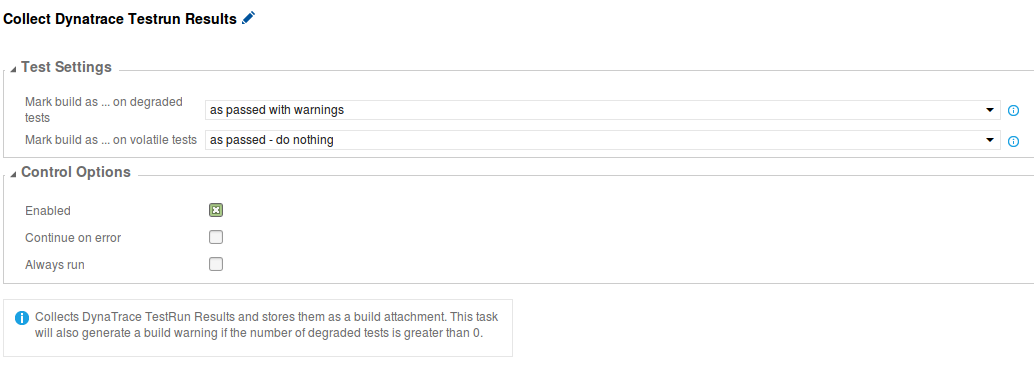 Collect Dynatrace Testrun Results
Test Settings
Mark build as ... on degraded
tests
as passed with warnings
Mark build as ... on volatile tests
as passed - do nothing
Control Options
Enabled
Continue on error
Always run
Collects DynaTrace TestRun Results and stores them as a build attachment. This task
will also generate a build warning if the number of degraded tests is greater than 0.